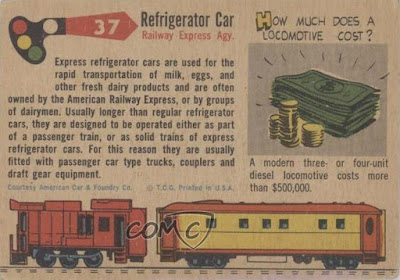 37
Refrigerator Car
Railway Express Agy.
Express refrigerator cars are used for the
rapid transportation of milk, eggs, and
other fresh dairy products and are often
owned by the American Railway Express, or by groups
of dairymen. Usually longer than regular refrigerator
cars, they are designed to be operated either as part
of a passenger train, or as solid trains of express
refrigerator cars. For this reason they are usually
fitted with passenger car type trucks, couplers and
draft gear equipment.
Courtesy American Car & Foundry Co. © T.C.G. Printed in U.S.A.
HOW MUCH DOES A
LOCOMOTIVE COST?
A modern three- or four-unit
diesel locomotive costs more
than $500,000.
COMC